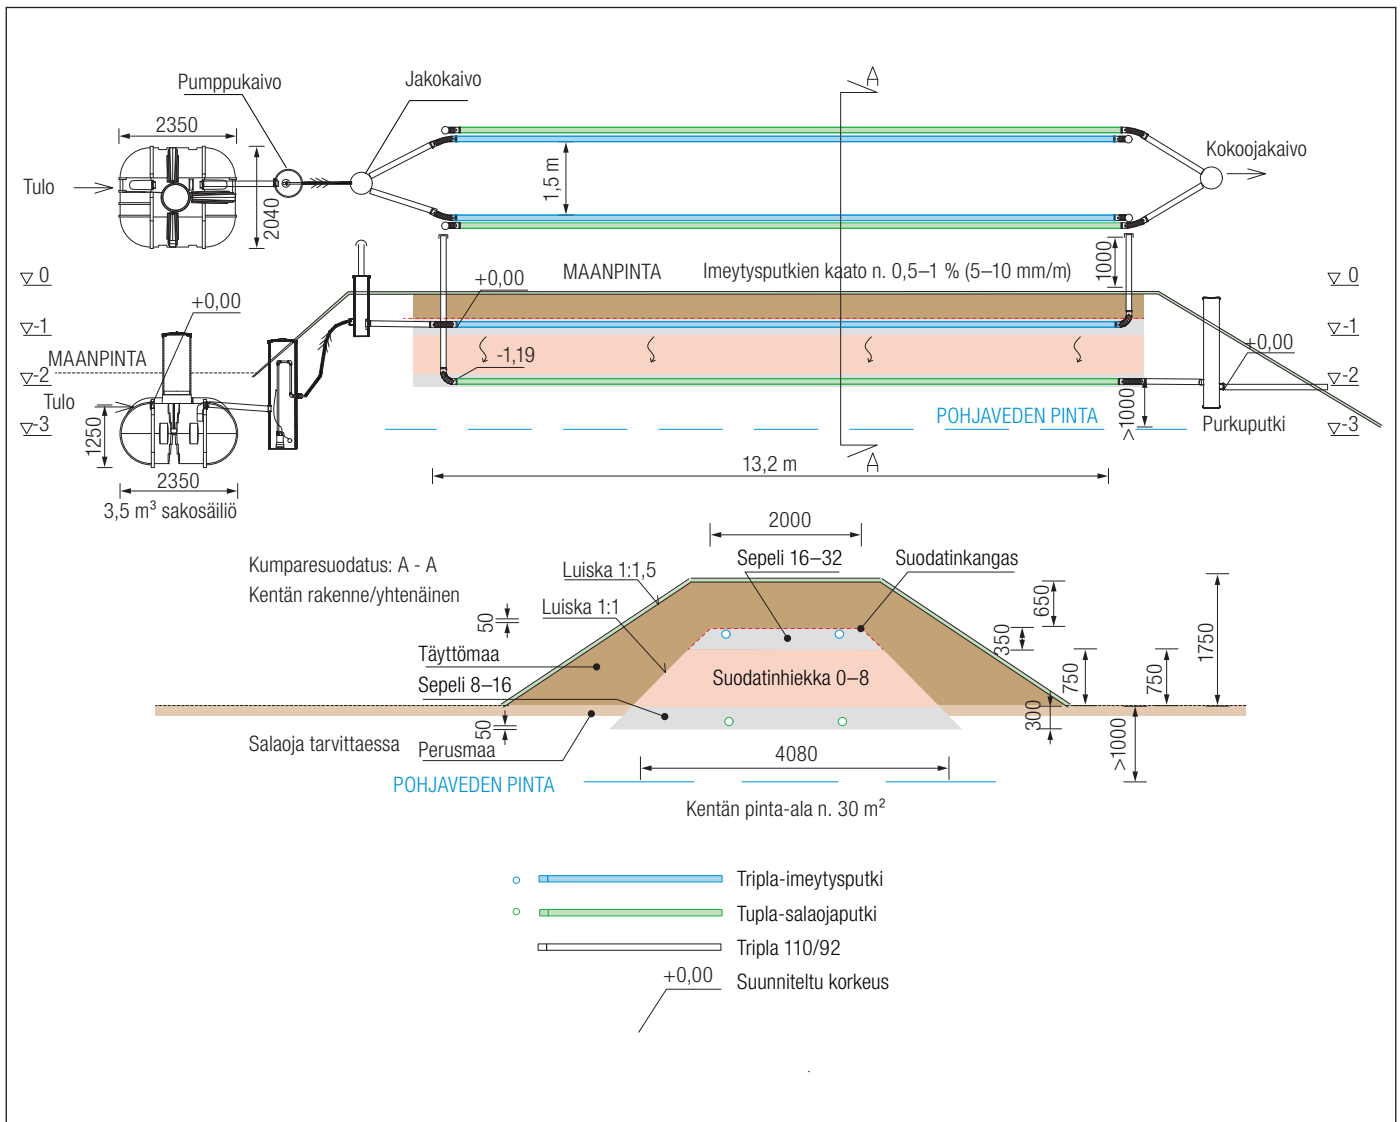 Pumppukaivo
Jakokaivo
A
2350
Tulo
2040
1,5 m
Kokoojakaivo
0
+0,00
+0,00
MAANPINTA
Imeytysputkien kaato n. 0,5–1 % (5–10 mm/m)
1000
0
-1
-1
MAANPINTA
-1,19
+0,00
-2
-2
Tulo
1250
-3
POHJAVEDEN PINTA
>1000
Purkuputki
-3
2350
3,5 m³ sakosäiliö
13,2 m
A
2000
Kumparesuodatus: A - A
Kentän rakenne/yhtenäinen
Luiska 1:1,5
Sepeli 16–32
Suodatinkangas
Luiska 1:1
50
650
350
1750
Täyttömaa
Sepeli 8–16
Suodatinhiekka 0–8
750
750
50
300
>1000
Salaoja tarvittaessa
Perusmaa
4080
POHJAVEDEN PINTA
Kentän pinta-ala n. 30 m²
Tripla-imeytysputki
Tupla-salaojaputki
Tripla 110/92
+0,00
Suunniteltu korkeus